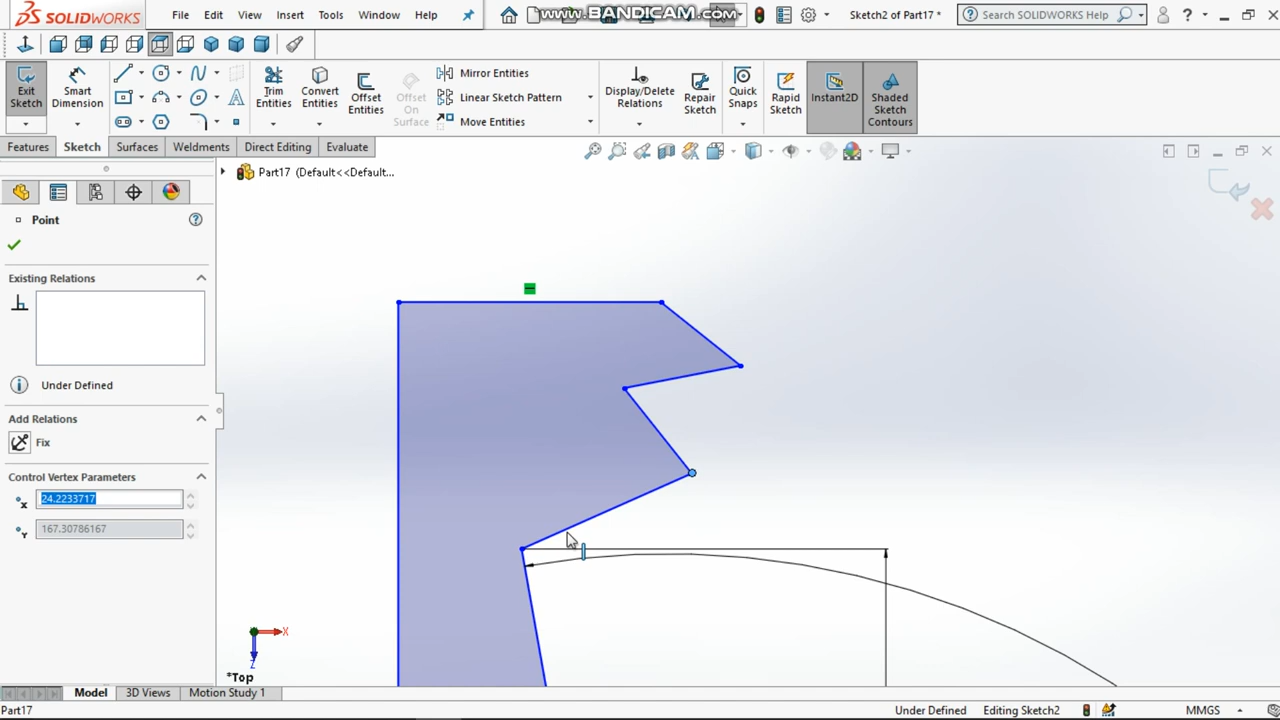 SOLIDWORKS
File
Edit
View
Insert
Tools
Window
Help
www.BANDICAM.com
Sketch2 of Part17 *
Search SOLIDWORKS Help
?
Exit Sketch
Smart Dimension
Trim Entities
Convert Entities
Offset Entities
Offset On Surface
Mirror Entities
Linear Sketch Pattern
Move Entities
Display/Delete Relations
Repair Sketch
Quick Snaps
Rapid Sketch
Instant2D
Shaded Sketch Contours
Features
Sketch
Surfaces
Weldments
Direct Editing
Evaluate
Part17 (Default<<Default...
Point
Existing Relations
Under Defined
Add Relations
Fix
Control Vertex Parameters
X
24.2233717
Y
167.30786167
X
Z
*Top
Model
3D Views
Motion Study 1
Part17
Under Defined
Editing Sketch2
MMGS